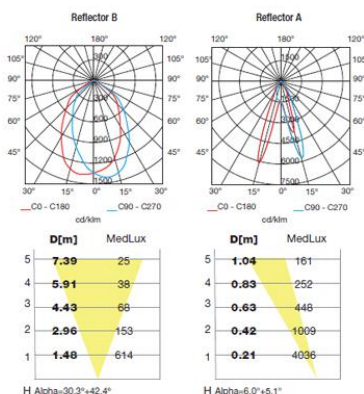 Reflector B
120° 120°
105° 105°
90° 90°
75° 75°
60° 60°
45° 45°
300
600
900
1200
1500
30° 15° 0° 15° 30°
C0 - C180 C90 - C270
cd/klm
D[m] MedLux
5 7.39 25
4 5.91 38
3 4.43 68
2 2.96 153
1 1.48 614
H Alpha=30.3°+42.4°
Reflector A
120° 120°
105° 105°
90° 90°
75° 75°
60° 60°
45° 45°
1500
3000
4500
6000
7500
30° 15° 0° 15° 30°
C0 - C180 C90 - C270
cd/klm
D[m] MedLux
5 1.04 161
4 0.83 252
3 0.63 448
2 0.42 1009
1 0.21 4036
H Alpha=6.0°+5.1°